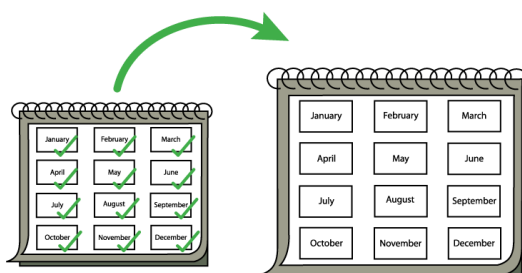 January February March
April May June
July August September
October November December
January February March
April May June
July August September
October November December